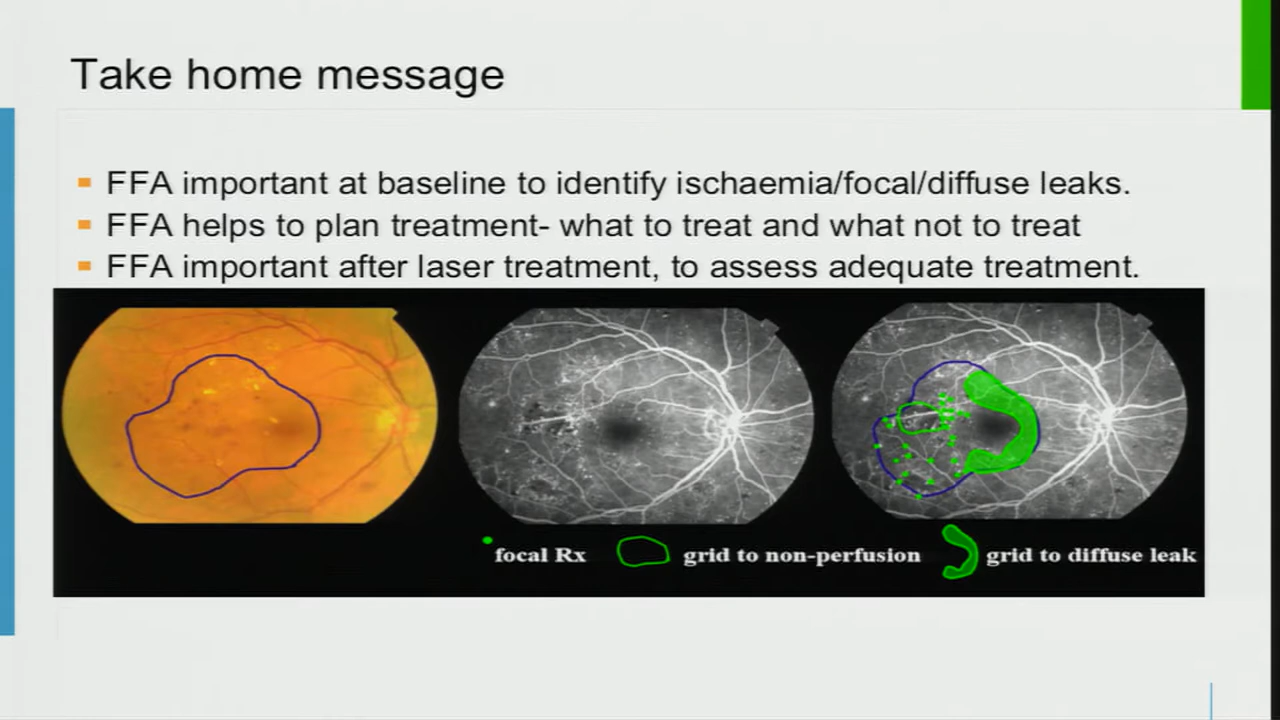 Take home message
FFA important at baseline to identify ischaemia/focal/diffuse leaks.
FFA helps to plan treatment- what to treat and what not to treat
FFA important after laser treatment, to assess adequate treatment.
focal Rx
grid to non-perfusion
grid to diffuse leak